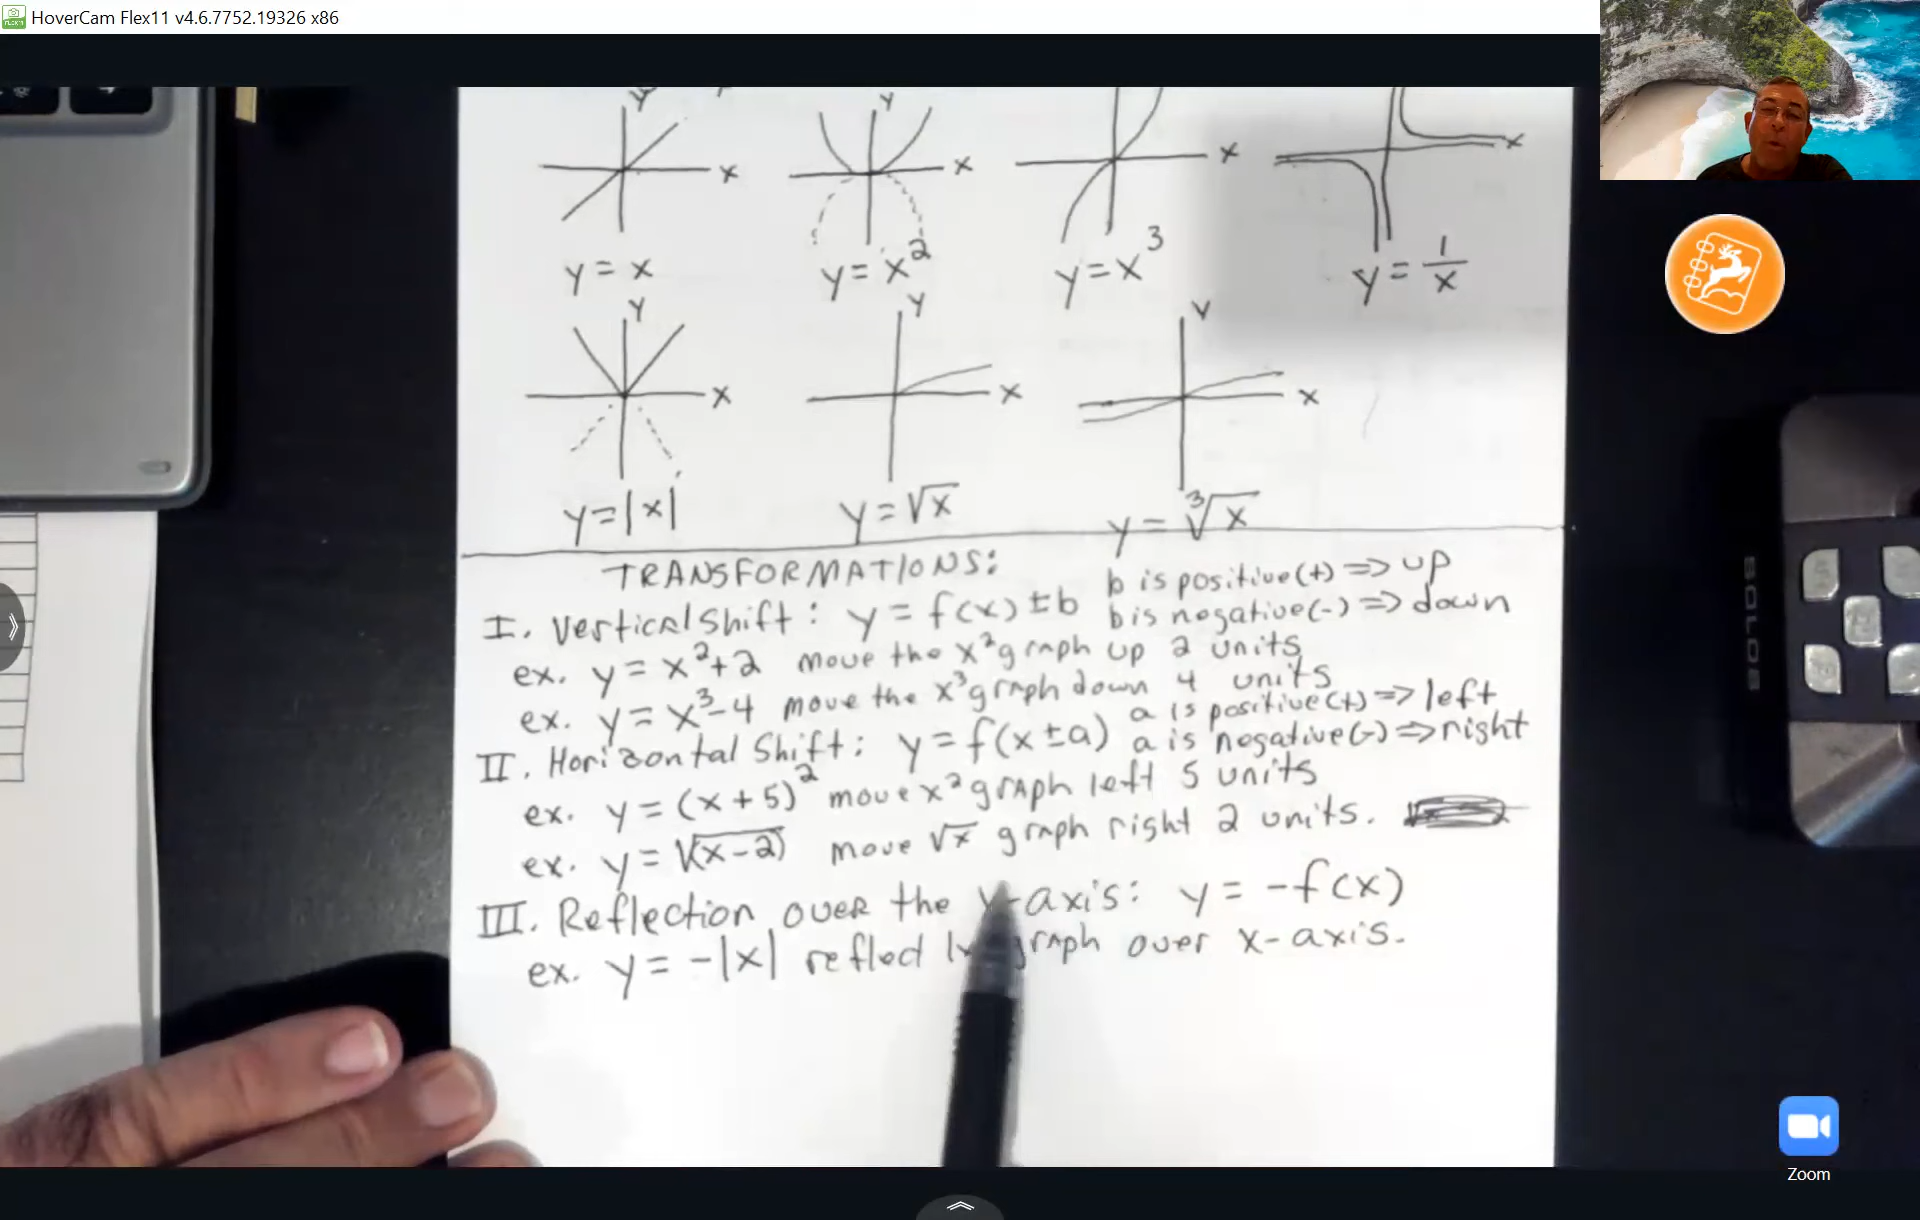 HoverCam Flex11 v4.6.7752.19326 x86
y y
x x x x
y = x y = x² y = x³ y = 1/x
y y y
x x x
y = |x| y = √x y = ³√x
TRANSFORMATIONS:
b is positive (+) => up
I. Vertical Shift: y = f(x) ± b b is negative (-) => down
ex. y = x² + 2 move the x² graph up 2 units
ex. y = x³ - 4 move the x³ graph down 4 units
a is positive (+) => left
II. Horizontal Shift: y = f(x ± a) a is negative (-) => right
ex. y = (x + 5)² move x² graph left 5 units
ex. y = √(x - 2) move √x graph right 2 units.
III. Reflection over the -axis: y = -f(x)
ex. y = -|x| reflect graph over x-axis.
BOLOB
Zoom